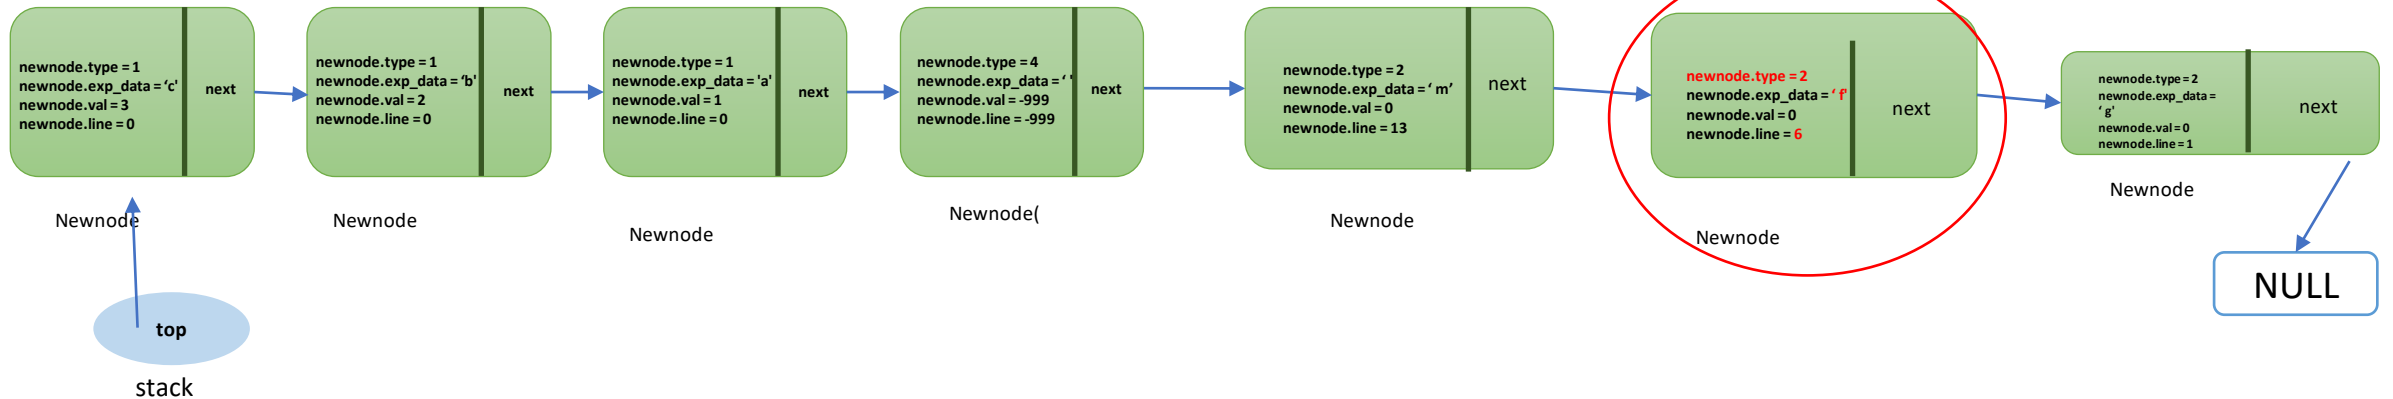 newnode.type = 1
newnode.exp_data = ‘c'
newnode.val = 3
newnode.line = 0
next
Newnode
newnode.type = 1
newnode.exp_data = ‘b'
newnode.val = 2
newnode.line = 0
next
Newnode
newnode.type = 1
newnode.exp_data = 'a'
newnode.val = 1
newnode.line = 0
next
Newnode
newnode.type = 4
newnode.exp_data = ‘ '
newnode.val = -999
newnode.line = -999
next
Newnode(
newnode.type = 2
newnode.exp_data = ‘ m’
newnode.val = 0
newnode.line = 13
next
Newnode
newnode.type = 2
newnode.exp_data = ‘ f'
newnode.val = 0
newnode.line = 6
next
Newnode
newnode.type = 2
newnode.exp_data =
‘ g'
newnode.val = 0
newnode.line = 1
next
Newnode
NULL
top
stack